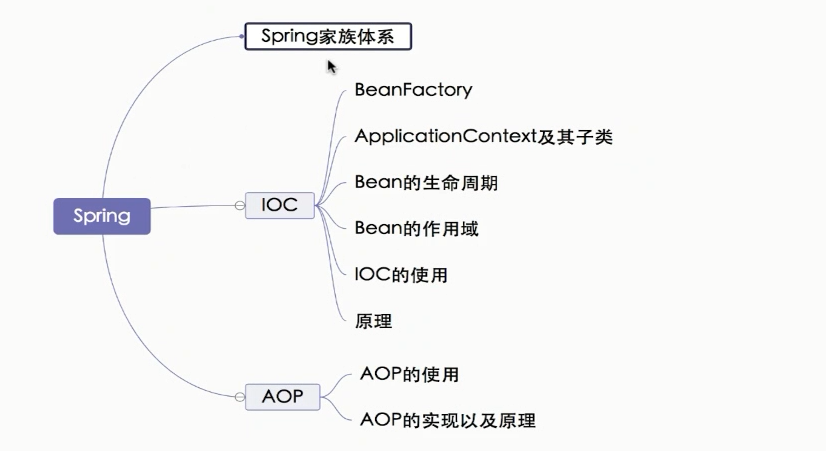 Spring家族体系
BeanFactory
ApplicationContext及其子类
Bean的生命周期
IOC
Spring
Bean的作用域
IOC的使用
原理
AOP的使用
AOP
AOP的实现以及原理